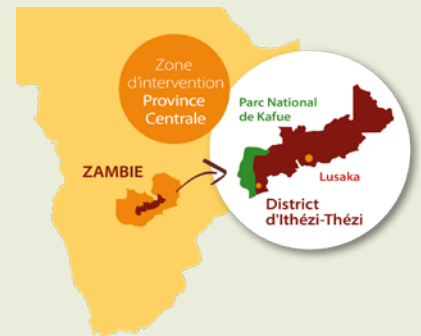 Zone
d'intervention
Province
Centrale
Parc National
de Kafue
ZAMBIE
Lusaka
District
d'Ithézi-Thézi